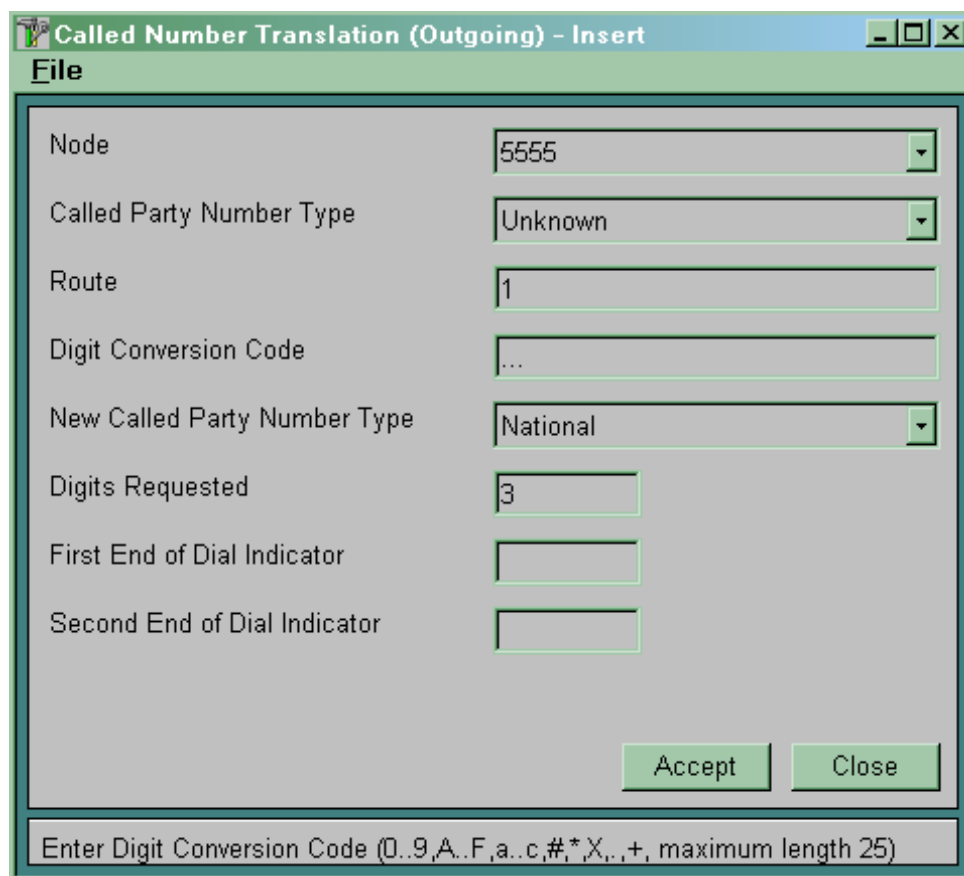 Called Number Translation (Outgoing) - Insert
File
Node 5555
Called Party Number Type Unknown
Route 1
Digit Conversion Code ...
New Called Party Number Type National
Digits Requested 3
First End of Dial Indicator
Second End of Dial Indicator
Accept Close
Enter Digit Conversion Code (0..9,A..F,a..c,#,*,X,.,+, maximum length 25)